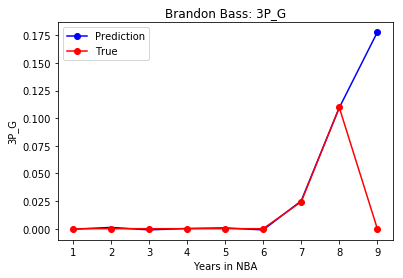 Brandon Bass: 3P_G
Prediction
True
3P_G
0.175
0.150
0.125
0.100
0.075
0.050
0.025
0.000
1 2 3 4 5 6 7 8 9
Years in NBA